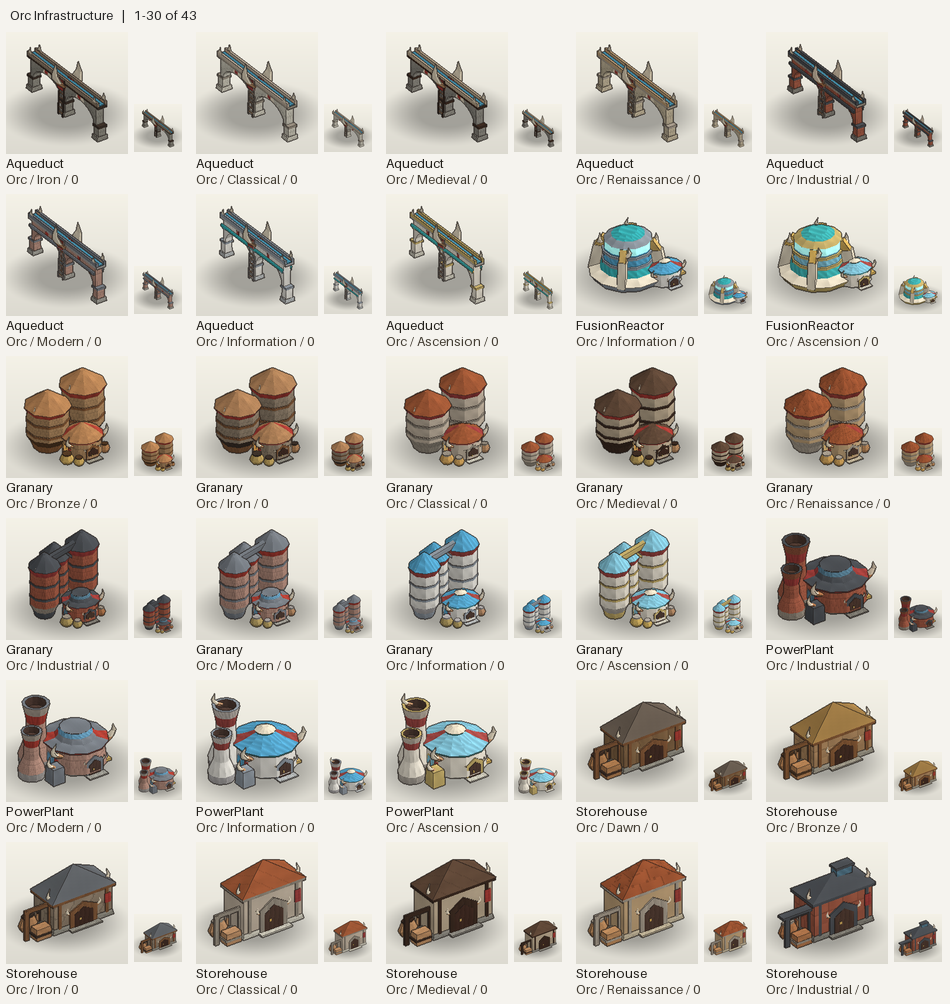 Orc Infrastructure | 1-30 of 43
Aqueduct
Orc / Iron / 0
Aqueduct
Orc / Classical / 0
Aqueduct
Orc / Medieval / 0
Aqueduct
Orc / Renaissance / 0
Aqueduct
Orc / Industrial / 0
Aqueduct
Orc / Modern / 0
Aqueduct
Orc / Information / 0
Aqueduct
Orc / Ascension / 0
FusionReactor
Orc / Information / 0
FusionReactor
Orc / Ascension / 0
Granary
Orc / Bronze / 0
Granary
Orc / Iron / 0
Granary
Orc / Classical / 0
Granary
Orc / Medieval / 0
Granary
Orc / Renaissance / 0
Granary
Orc / Industrial / 0
Granary
Orc / Modern / 0
Granary
Orc / Information / 0
Granary
Orc / Ascension / 0
PowerPlant
Orc / Industrial / 0
PowerPlant
Orc / Modern / 0
PowerPlant
Orc / Information / 0
PowerPlant
Orc / Ascension / 0
Storehouse
Orc / Dawn / 0
Storehouse
Orc / Bronze / 0
Storehouse
Orc / Iron / 0
Storehouse
Orc / Classical / 0
Storehouse
Orc / Medieval / 0
Storehouse
Orc / Renaissance / 0
Storehouse
Orc / Industrial / 0